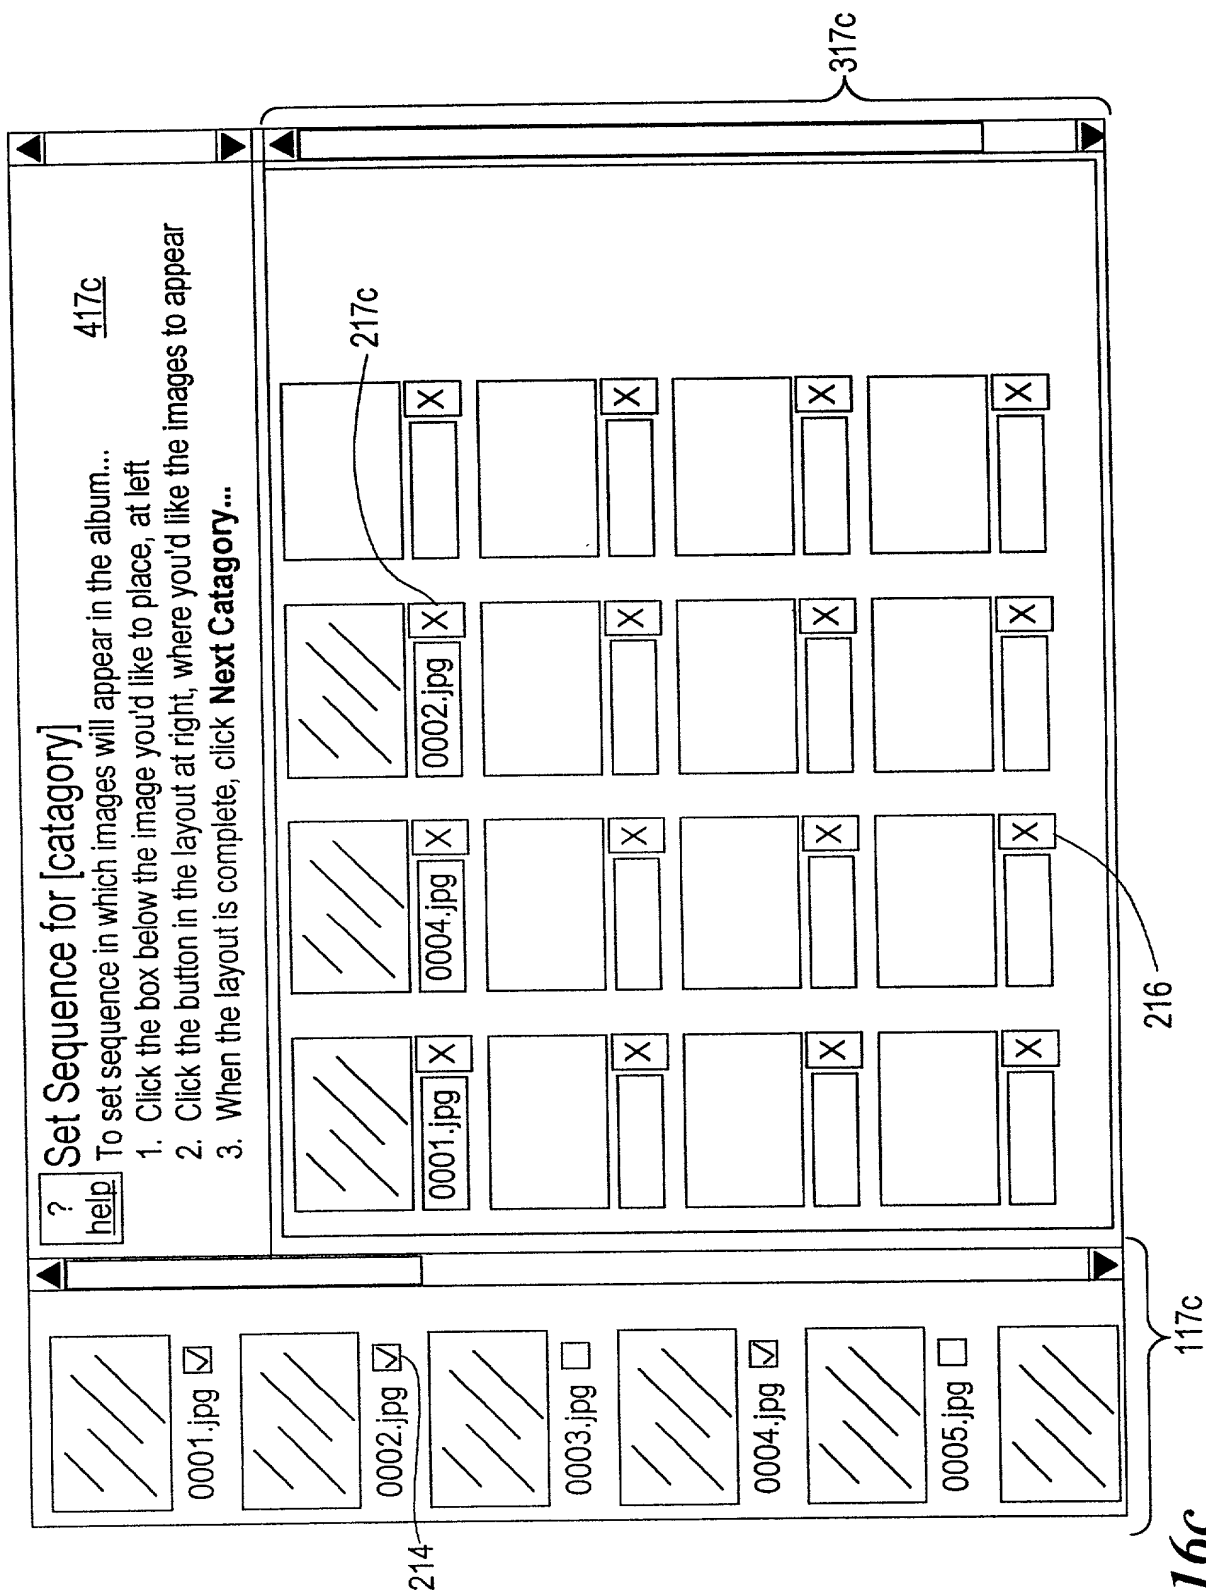 ?
help
Set Sequence for [catagory]
To set sequence in which images will appear in the album...
417c
1. Click the box below the image you'd like to place, at left
2. Click the button in the layout at right, where you'd like the images to appear
3. When the layout is complete, click Next Catagory...
0001.jpg
0002.jpg
0003.jpg
0004.jpg
0005.jpg
214
117c
0001.jpg X
0004.jpg X
0002.jpg X
X
217c
X
X
X
X
X
X
X
X
X
X
X
X
216
317c
16c